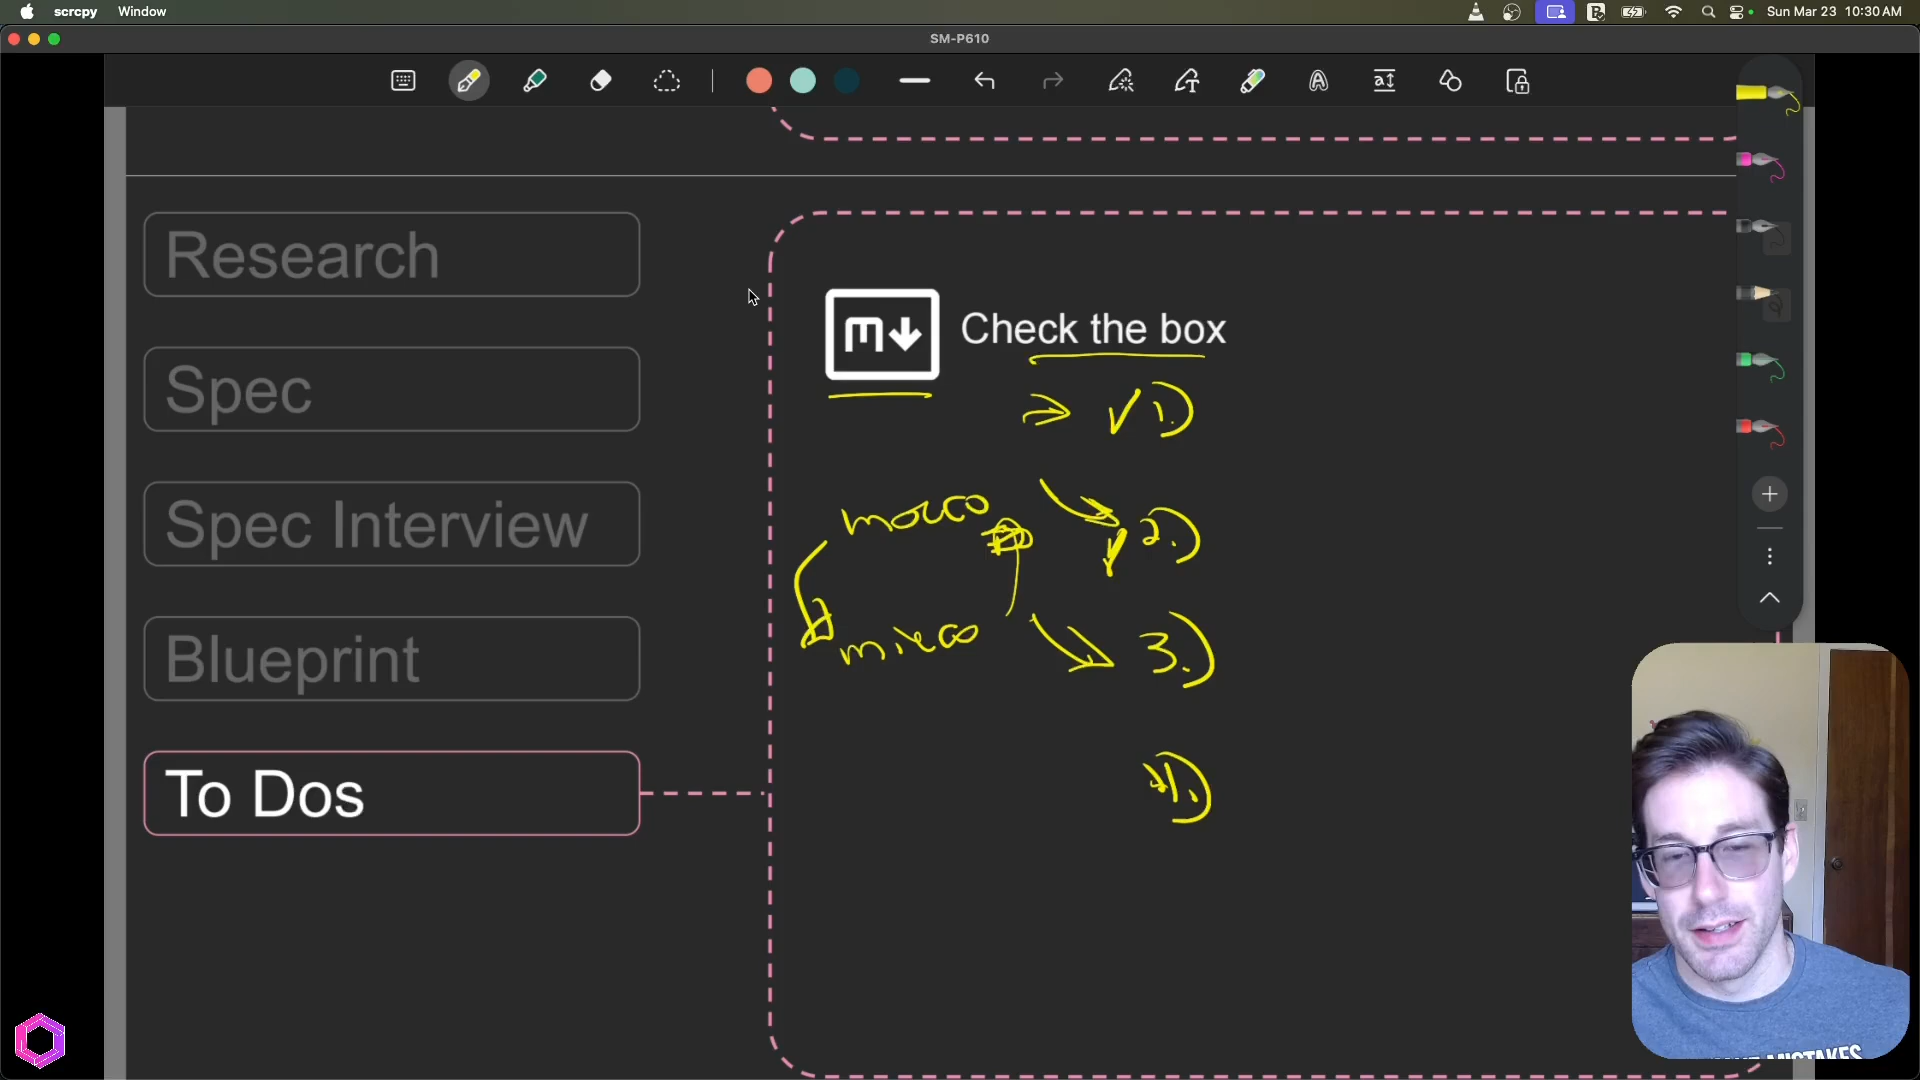 scrcpy Window Sun Mar 23 10:30 AM
SM-P610
Research
Spec
Spec Interview
Blueprint
To Dos
M Check the box
1.)
macro
2.)
micro
3.)
MISTAKES